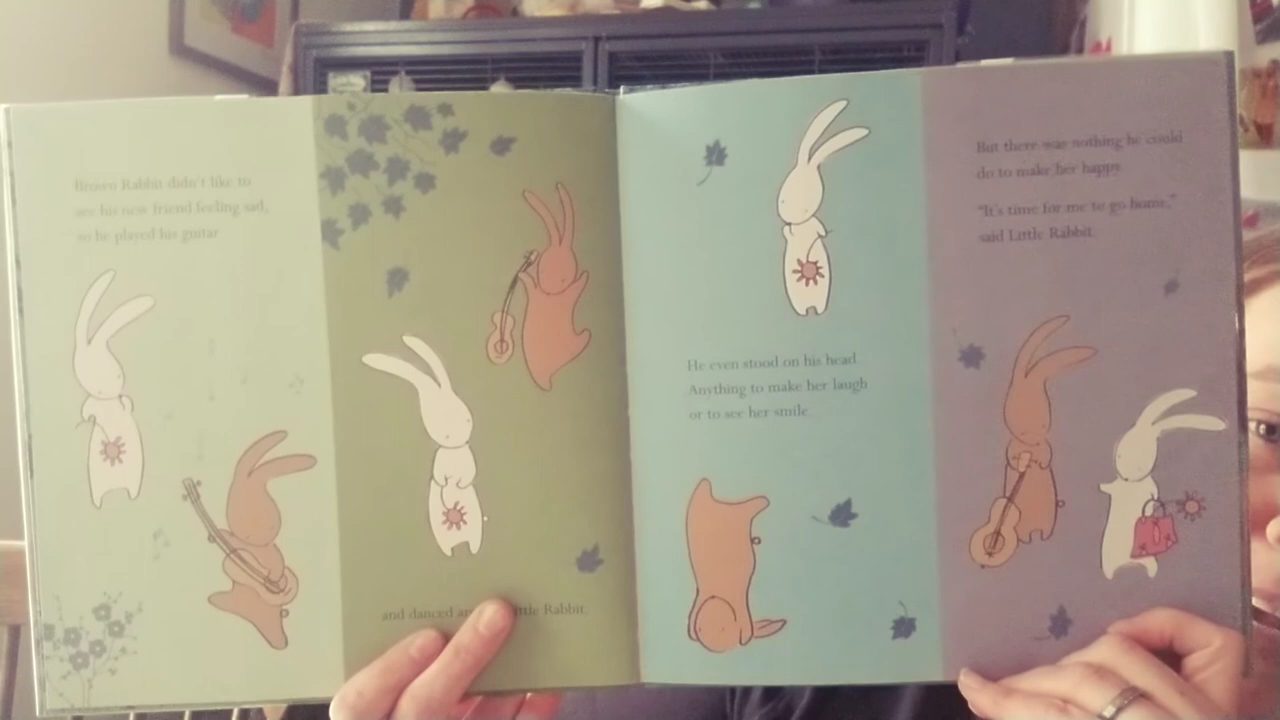 Brown Rabbit didn't like to
see his new friend feeling sad,
so he played his guitar
and danced ar ttle Rabbit.
He even stood on his head.
Anything to make her laugh
or to see her smile.
But there was nothing he could
do to make her happy.
"It's time for me to go home,"
said Little Rabbit.